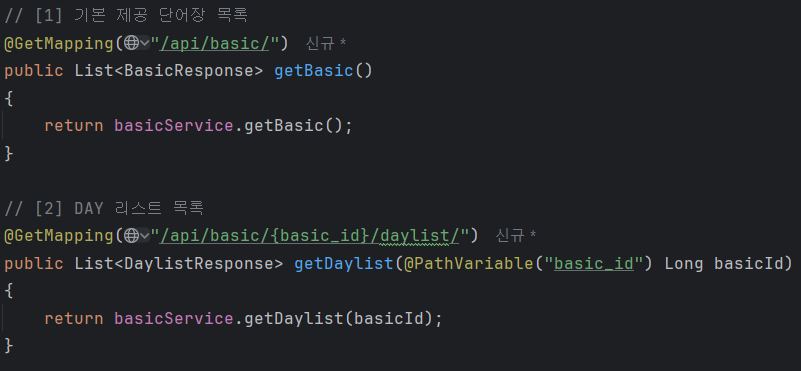 // [1] 기본 제공 단어장 목록
@GetMapping("/api/basic/") 신규 *
public List<BasicResponse> getBasic()
{
    return basicService.getBasic();
}

// [2] DAY 리스트 목록
@GetMapping("/api/basic/{basic_id}/daylist/") 신규 *
public List<DaylistResponse> getDaylist(@PathVariable("basic_id") Long basicId)
{
    return basicService.getDaylist(basicId);
}